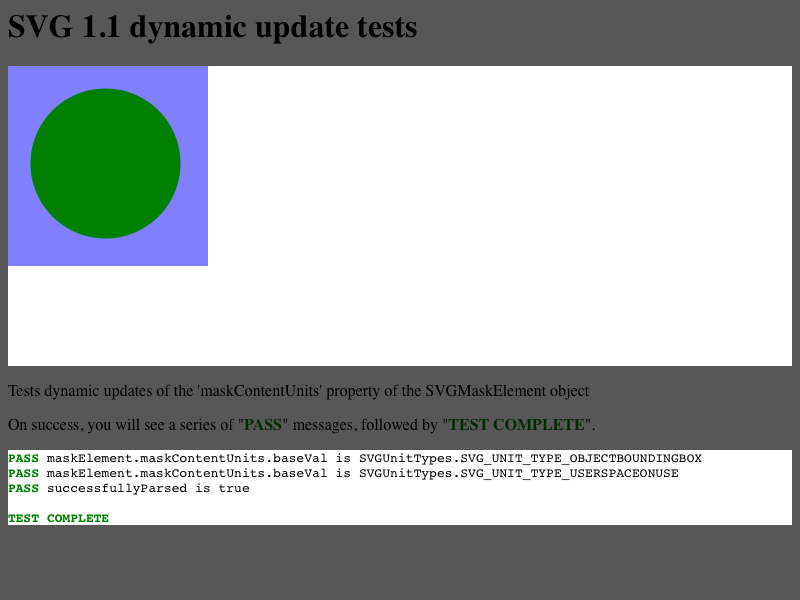 SVG 1.1 dynamic update tests
Tests dynamic updates of the 'maskContentUnits' property of the SVGMaskElement object
On success, you will see a series of "PASS" messages, followed by "TEST COMPLETE".
PASS maskElement.maskContentUnits.baseVal is SVGUnitTypes.SVG_UNIT_TYPE_OBJECTBOUNDINGBOX
PASS maskElement.maskContentUnits.baseVal is SVGUnitTypes.SVG_UNIT_TYPE_USERSPACEONUSE
PASS successfullyParsed is true
TEST COMPLETE